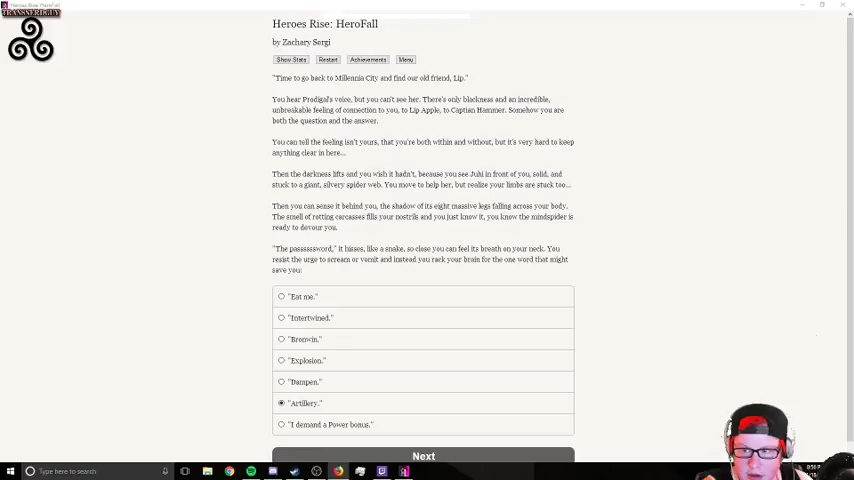 Heroes Rise: HeroFall
TRANSNERDGUY
Heroes Rise: HeroFall
by Zachary Sergi
Show Stats Restart Achievements Menu
"Time to go back to Millennia City and find our old friend, Lip."
You hear Prodigal's voice, but you can't see her. There's only blackness and an incredible,
unbreakable feeling of connection to you, to Lip Apple, to Captian Hammer. Somehow you are
both the question and the answer.
You can tell the feeling isn't yours, that you're both within and without, but it's very hard to keep
anything clear in here...
Then the darkness lifts and you wish it hadn't, because you see Juhi in front of you, solid, and
stuck to a giant, silvery spider web. You move to help her, but realize your limbs are stuck too...
Then you can sense it behind you, the shadow of its eight massive legs falling across your body.
The smell of rotting carcasses fills your nostrils and you just know it, you know the mindspider is
ready to devour you.
"The passsssssword," it hisses, like a snake, so close you can feel its breath on your neck. You
resist the urge to scream or vomit and instead you rack your brain for the one word that might
save you:
"Eat me."
"Intertwined."
"Bronwin."
"Explosion."
"Dampen."
"Artillery."
"I demand a Power bonus."
Next
Type here to search